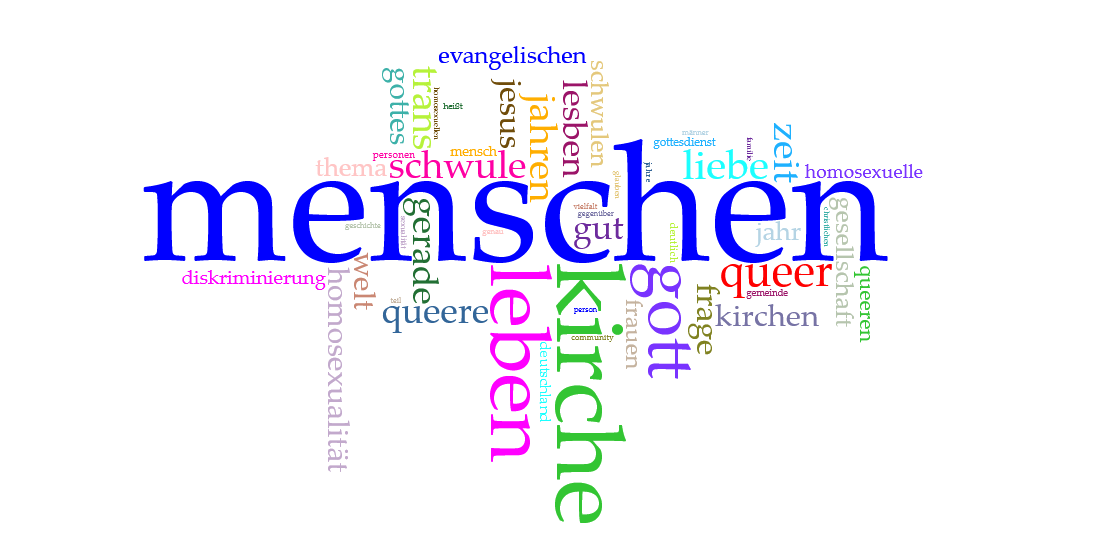 evangelischen
gottes
trans
homosexuellen
heißt
jesus
jahren
lesben
schwulen
männer
gottesdienst
familie
zeit
personen
mensch
thema
schwule
liebe
jahre
homosexuelle
glauben
menschen
geschichte
sexualität
gerade
genau
vielfalt
gegenüber
gut
deutlich
jahr
christlichen
gesellschaft
diskriminierung
homosexualität
welt
teil
queere
leben
deutschland
kirche
person
community
frauen
gott
frage
queer
gemeinde
kirchen
queeren